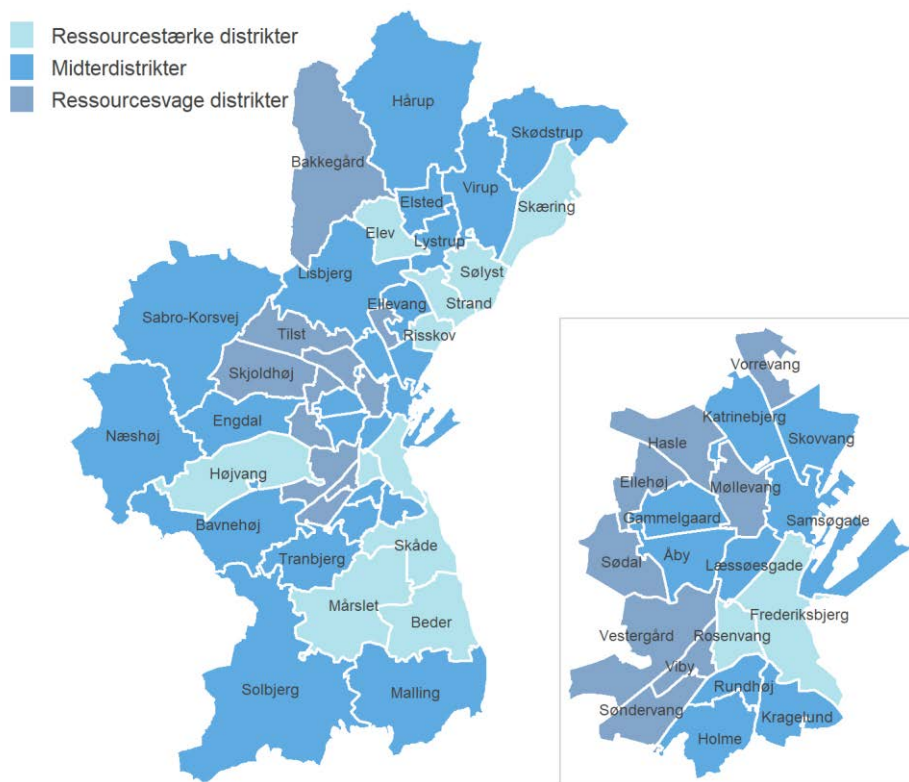 Ressourcestærke distrikter
Midterdistrikter
Ressourcesvage distrikter
Hårup
Skødstrup
Bakkegård
Virup
Elsted
Skæring
Elev
Lystrup
Lisbjerg
Sølyst
Ellevang
Strand
Sabro-Korsvej
Tilst
Risskov
Skjoldhøj
Engdal
Næshøj
Højvang
Bavnehøj
Tranbjerg
Skåde
Mårslet
Beder
Solbjerg
Malling
Vorrevang
Katrinebjerg
Skovvang
Hasle
Ellehøj
Møllevang
Gammelgaard
Samsøgade
Sødal
Åby
Læssøesgade
Frederiksbjerg
Vestergård
Rosenvang
Viby
Rundhøj
Søndervang
Kragelund
Holme